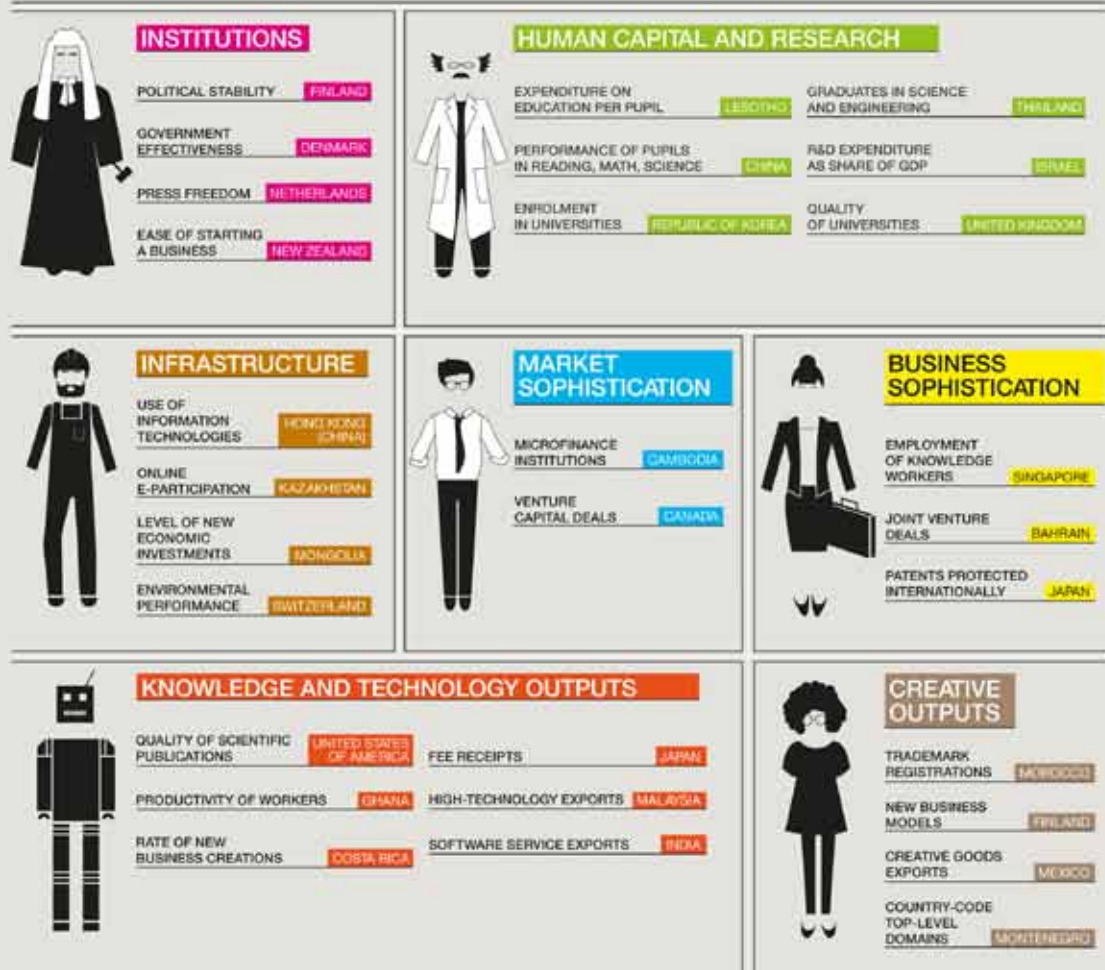 INSTITUTIONS
POLITICAL STABILITY FINLAND
GOVERNMENT
EFFECTIVENESS DENMARK
PRESS FREEDOM NETHERLANDS
EASE OF STARTING
A BUSINESS NEW ZEALAND
HUMAN CAPITAL AND RESEARCH
EXPENDITURE ON
EDUCATION PER PUPIL LESOTHO
PERFORMANCE OF PUPILS
IN READING, MATH, SCIENCE CHINA
ENROLMENT
IN UNIVERSITIES REPUBLIC OF KOREA
GRADUATES IN SCIENCE
AND ENGINEERING THAILAND
R&D EXPENDITURE
AS SHARE OF GDP ISRAEL
QUALITY
OF UNIVERSITIES UNITED KINGDOM
INFRASTRUCTURE
USE OF
INFORMATION
TECHNOLOGIES
HONG KONG
(CHINA)
ONLINE
E-PARTICIPATION KAZAKHSTAN
LEVEL OF NEW
ECONOMIC
INVESTMENTS MONGOLIA
ENVIRONMENTAL
PERFORMANCE SWITZERLAND
MARKET
SOPHISTICATION
MICROFINANCE
INSTITUTIONS CAMBODIA
VENTURE
CAPITAL DEALS CANADA
BUSINESS
SOPHISTICATION
EMPLOYMENT
OF KNOWLEDGE
WORKERS SINGAPORE
JOINT VENTURE
DEALS BAHRAIN
PATENTS PROTECTED
INTERNATIONALLY JAPAN
KNOWLEDGE AND TECHNOLOGY OUTPUTS
QUALITY OF SCIENTIFIC
PUBLICATIONS
UNITED STATES
OF AMERICA
PRODUCTIVITY OF WORKERS GHANA
RATE OF NEW
BUSINESS CREATIONS COSTA RICA
FEE RECEIPTS JAPAN
HIGH-TECHNOLOGY EXPORTS MALAYSIA
SOFTWARE SERVICE EXPORTS INDIA
CREATIVE
OUTPUTS
TRADEMARK
REGISTRATIONS MOROCCO
NEW BUSINESS
MODELS FINLAND
CREATIVE GOODS
EXPORTS MEXICO
COUNTRY-CODE
TOP-LEVEL
DOMAINS MONTENEGRO